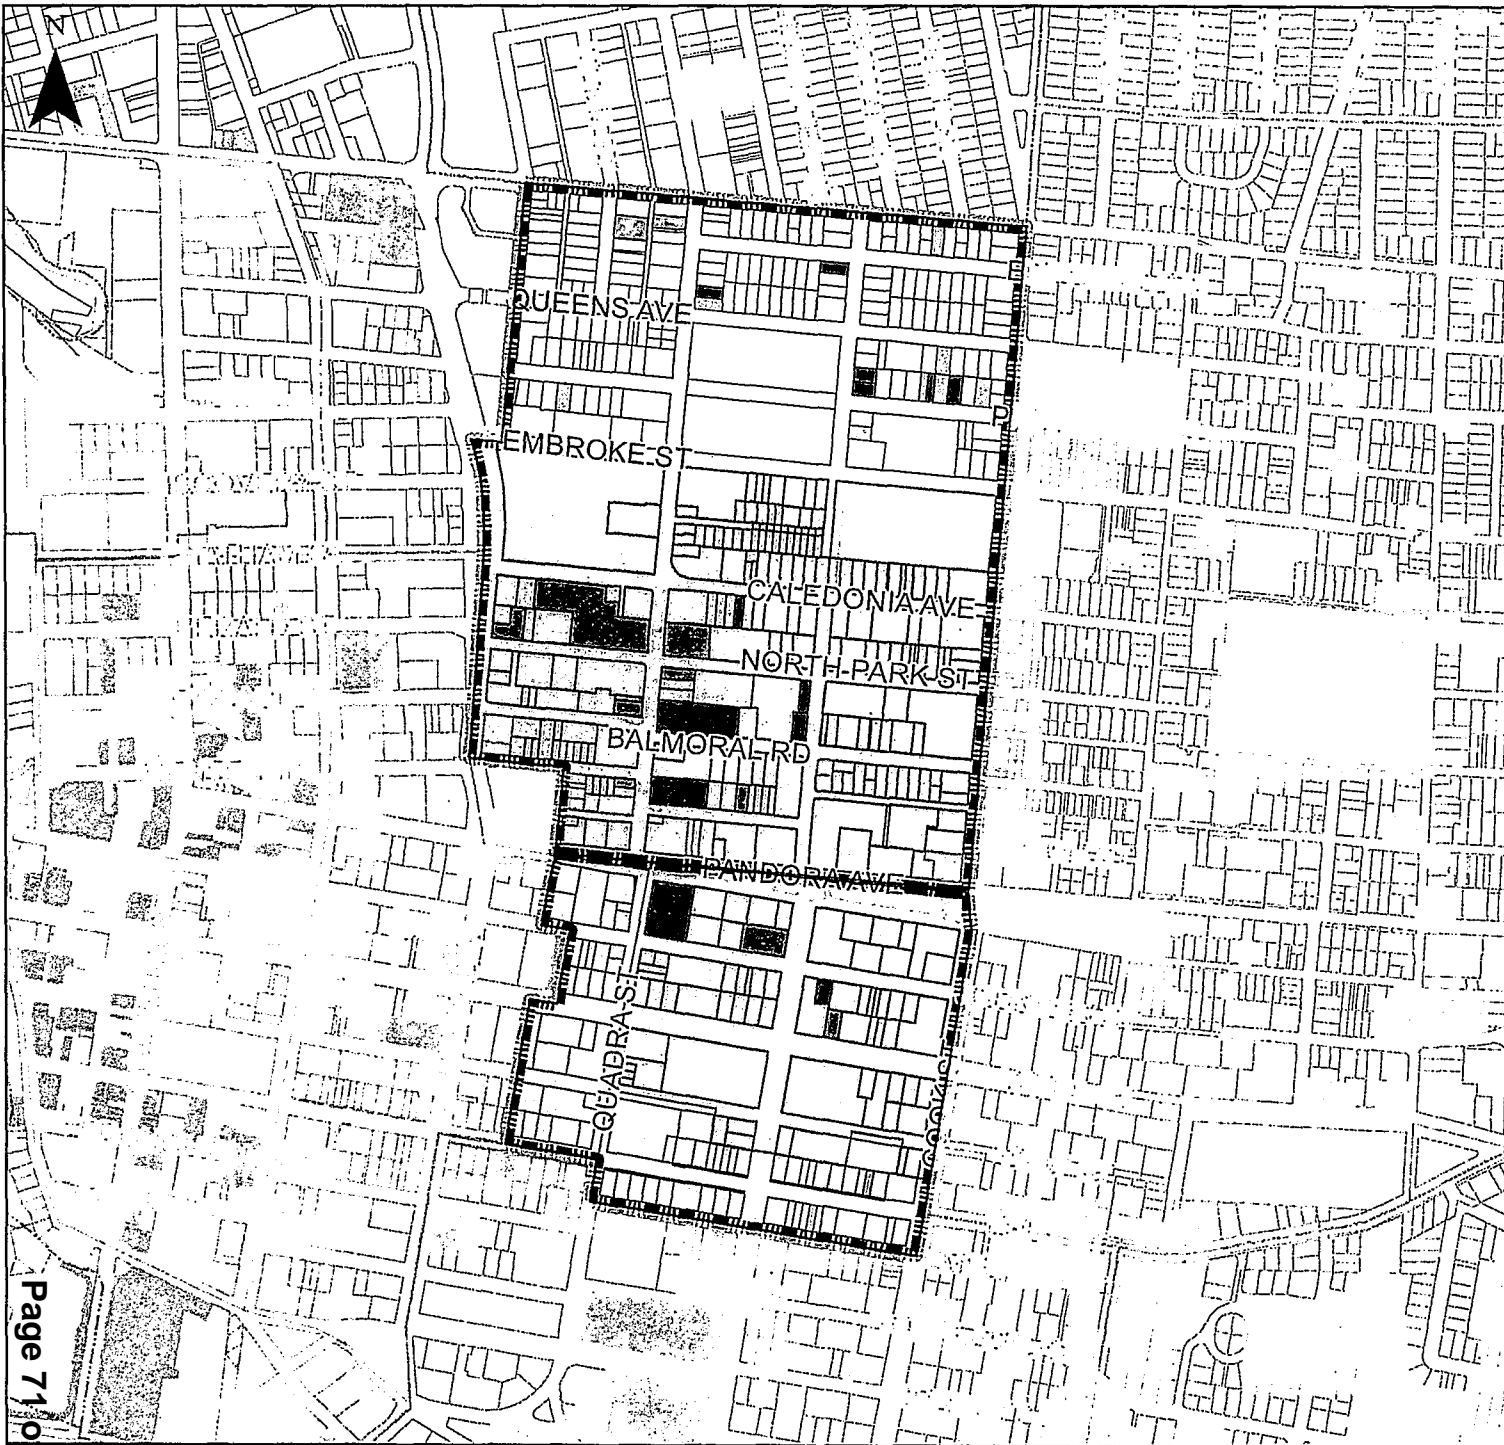 N
QUEENS AVE
P
EMBROKE ST
CALEDONIA AVE
NORTH PARK ST
BALMORAL RD
PANDORA AVE
QUADRA ST
Page 71 o